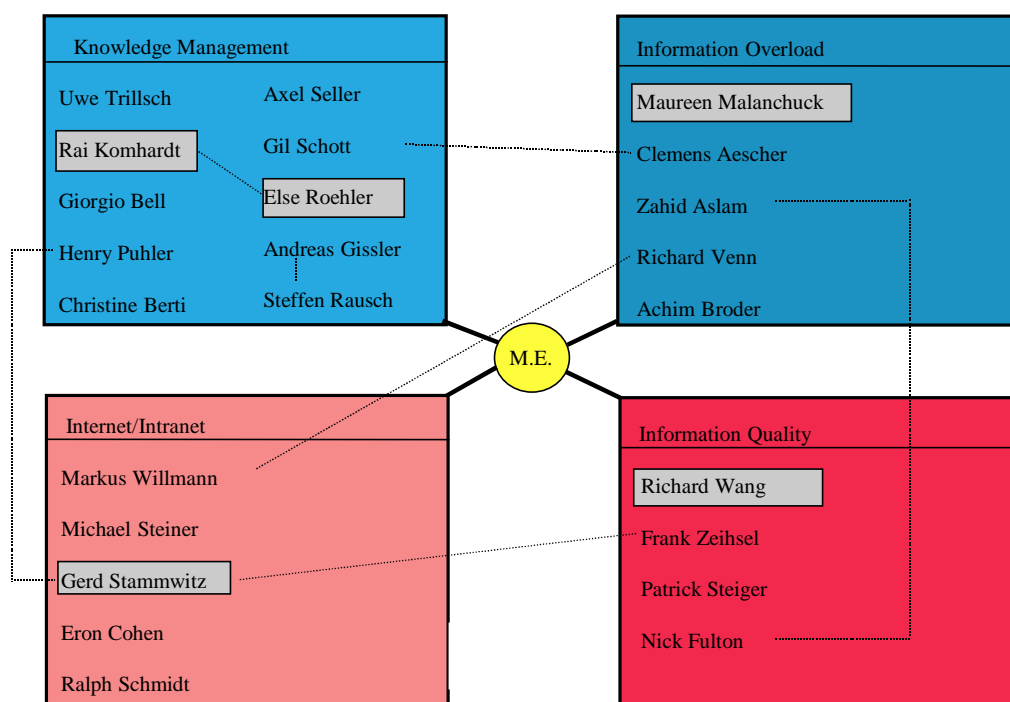 Knowledge Management
Uwe Trillsch
Rai Komhardt
Giorgio Bell
Henry Puhler
Christine Berti
Axel Seller
Gil Schott
Else Roehler
Andreas Gissler
Steffen Rausch
Information Overload
Maureen Malanchuck
Clemens Aescher
Zahid Aslam
Richard Venn
Achim Broder
M.E.
Internet/Intranet
Markus Willmann
Michael Steiner
Gerd Stammwitz
Eron Cohen
Ralph Schmidt
Information Quality
Richard Wang
Frank Zeihsel
Patrick Steiger
Nick Fulton